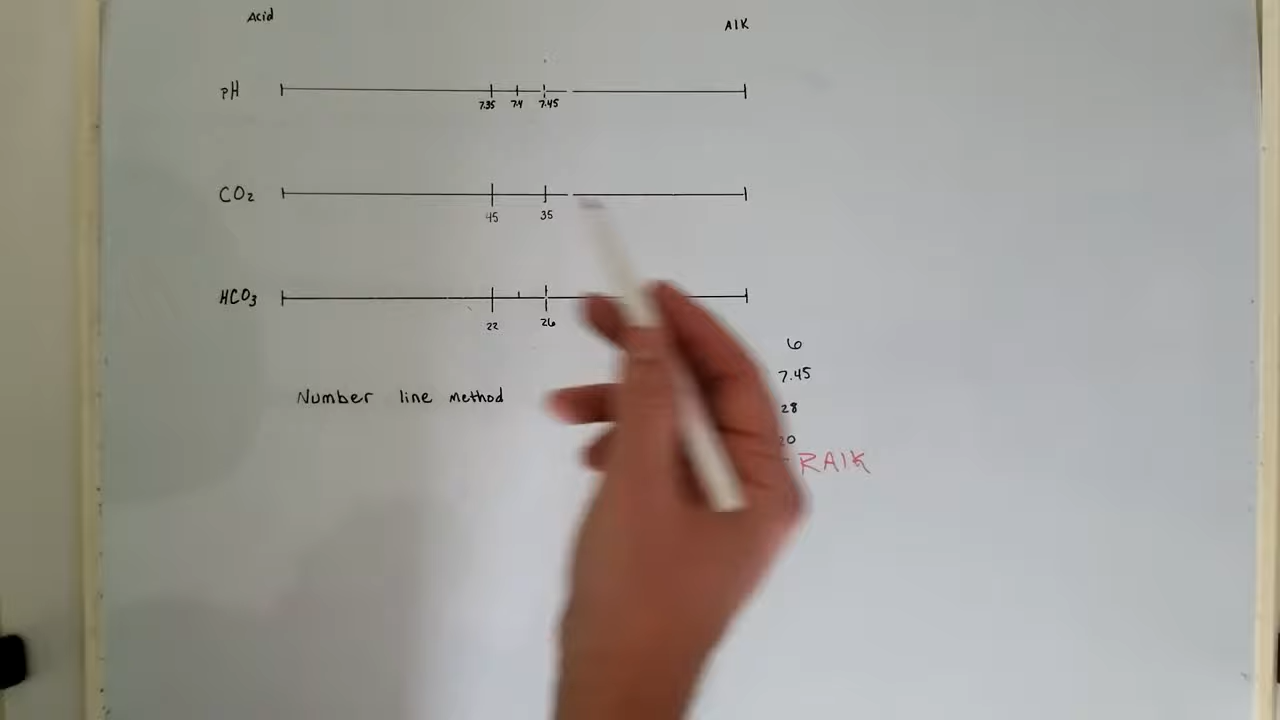 Acid
Alk
pH
7.35 7.4 7.45
CO₂
45 35
HCO₃
22 26
6
7.45
Number line method
28
20
RAlk